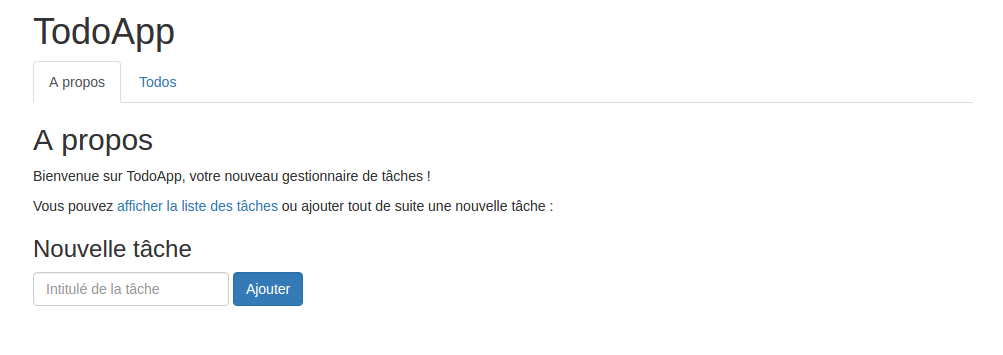 TodoApp
A propos Todos
A propos
Bienvenue sur TodoApp, votre nouveau gestionnaire de tâches !
Vous pouvez afficher la liste des tâches ou ajouter tout de suite une nouvelle tâche :
Nouvelle tâche
Intitulé de la tâche Ajouter